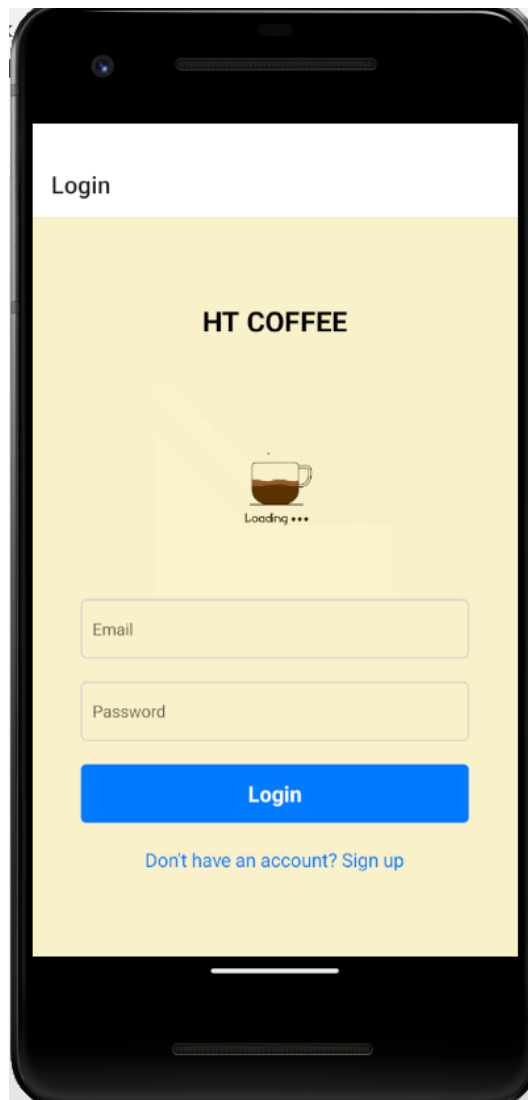 Login
HT COFFEE
Loading •••
Email
Password
Login
Don't have an account? Sign up